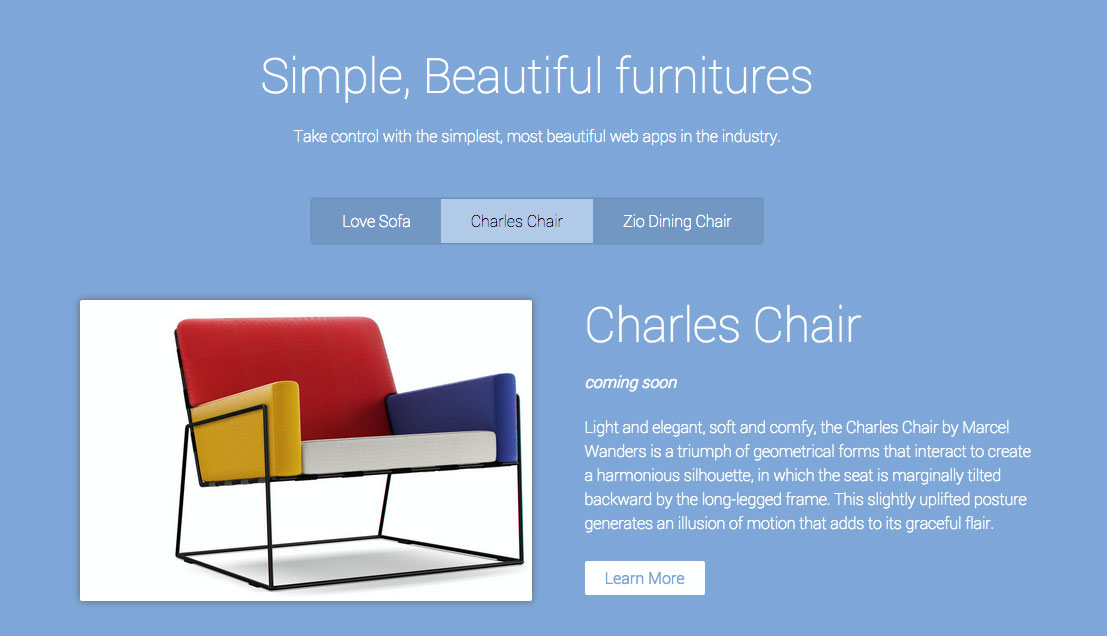 Simple, Beautiful furnitures
Take control with the simplest, most beautiful web apps in the industry.
Love Sofa
Charles Chair
Zio Dining Chair
Charles Chair
coming soon
Light and elegant, soft and comfy, the Charles Chair by Marcel
Wanders is a triumph of geometrical forms that interact to create
a harmonious silhouette, in which the seat is marginally tilted
backward by the long-legged frame. This slightly uplifted posture
generates an illusion of motion that adds to its graceful flair.
Learn More